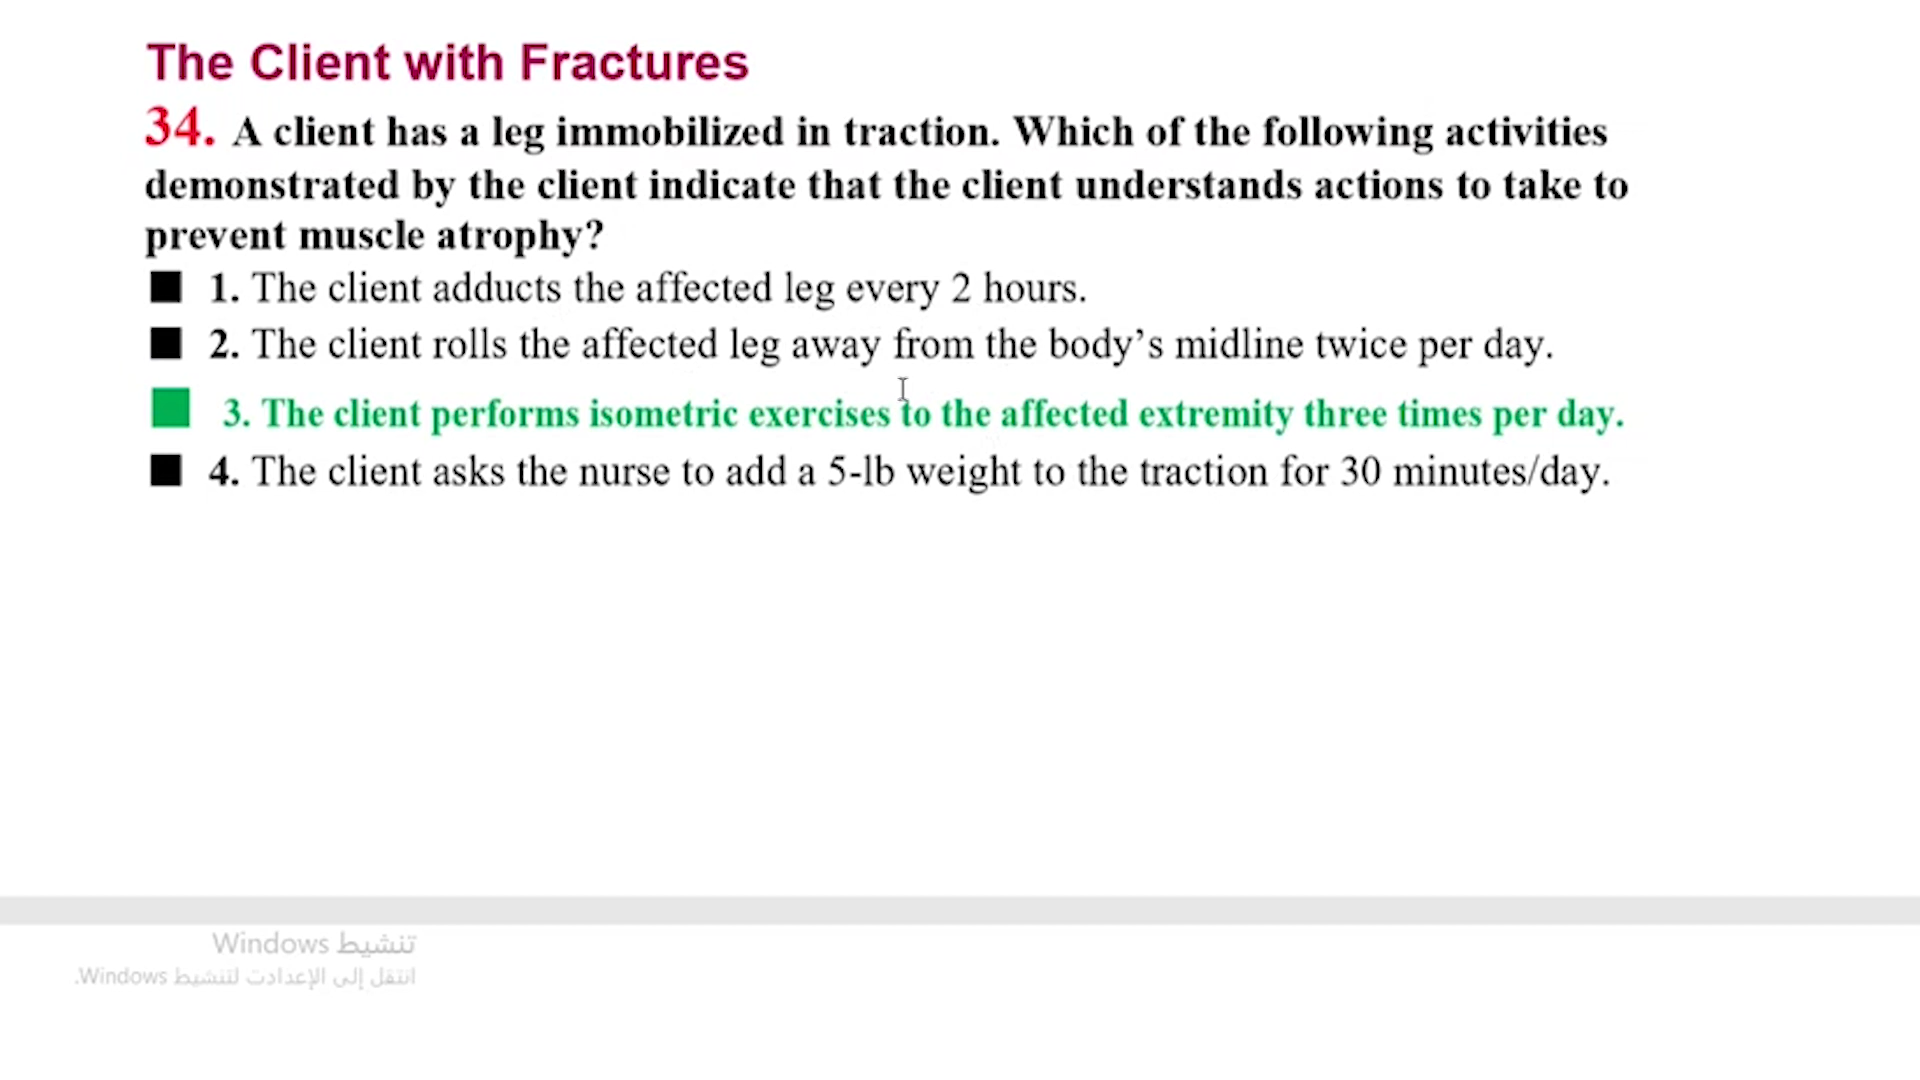 The Client with Fractures
34. A client has a leg immobilized in traction. Which of the following activities
demonstrated by the client indicate that the client understands actions to take to
prevent muscle atrophy?
■ 1. The client adducts the affected leg every 2 hours.
■ 2. The client rolls the affected leg away from the body’s midline twice per day.
■ 3. The client performs isometric exercises to the affected extremity three times per day.
■ 4. The client asks the nurse to add a 5-lb weight to the traction for 30 minutes/day.
تنشيط Windows
انتقل إلى الإعدادت لتنشيط Windows.